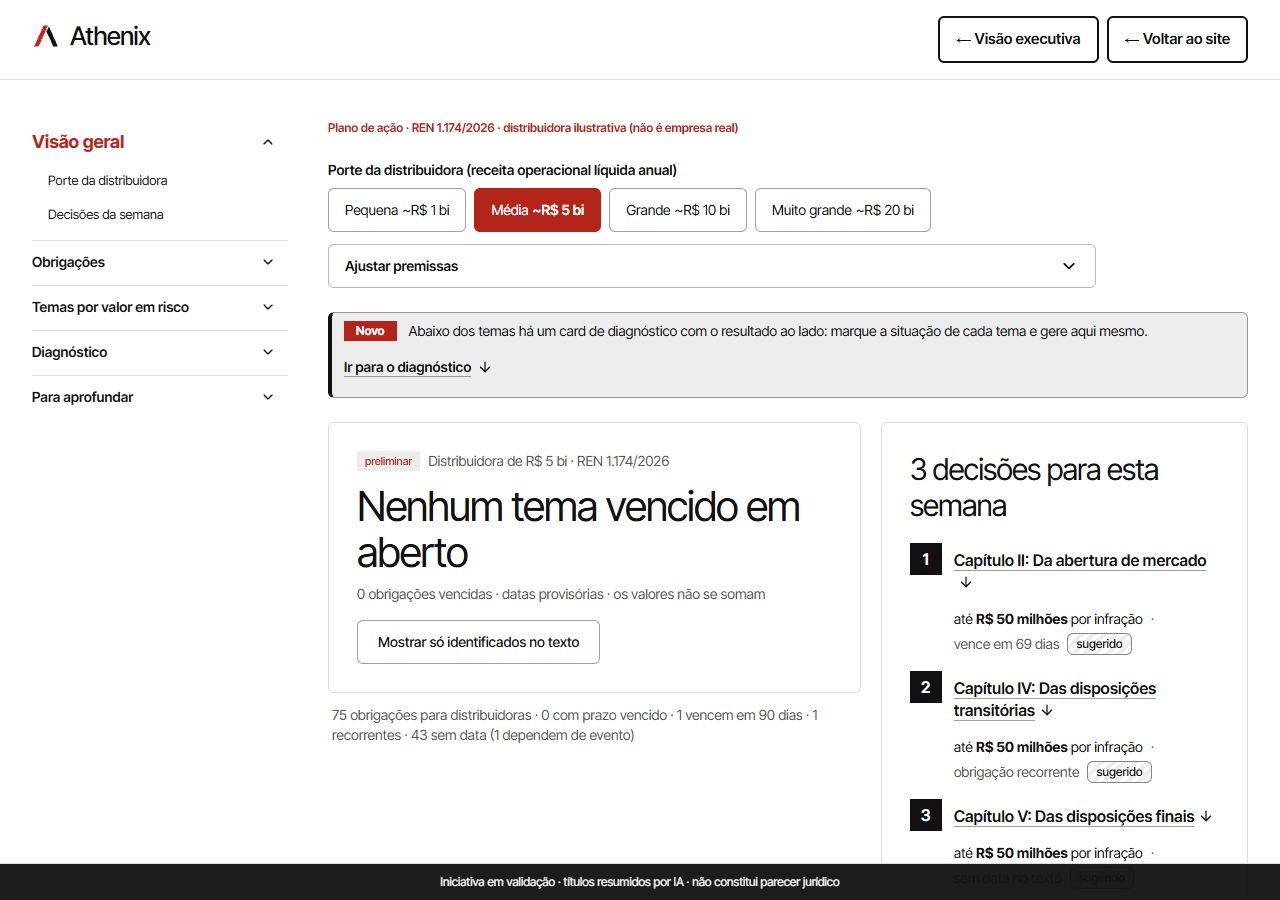 Athenix
← Visão executiva
← Voltar ao site
Visão geral
Porte da distribuidora
Decisões da semana
Obrigações
Temas por valor em risco
Diagnóstico
Para aprofundar
Plano de ação · REN 1.174/2026 · distribuidora ilustrativa (não é empresa real)
Porte da distribuidora (receita operacional líquida anual)
Pequena ~R$ 1 bi
Média ~R$ 5 bi
Grande ~R$ 10 bi
Muito grande ~R$ 20 bi
Ajustar premissas
Novo Abaixo dos temas há um card de diagnóstico com o resultado ao lado: marque a situação de cada tema e gere aqui mesmo.
Ir para o diagnóstico ↓
preliminar Distribuidora de R$ 5 bi · REN 1.174/2026
Nenhum tema vencido em
aberto
0 obrigações vencidas · datas provisórias · os valores não se somam
Mostrar só identificados no texto
75 obrigações para distribuidoras · 0 com prazo vencido · 1 vencem em 90 dias · 1
recorrentes · 43 sem data (1 dependem de evento)
3 decisões para esta
semana
1 Capítulo II: Da abertura de mercado
↓
até R$ 50 milhões por infração ·
vence em 69 dias sugerido
2 Capítulo IV: Das disposições
transitórias ↓
até R$ 50 milhões por infração ·
obrigação recorrente sugerido
3 Capítulo V: Das disposições finais ↓
até R$ 50 milhões por infração ·
sem data no texto sugerido
Iniciativa em validação · títulos resumidos por IA · não constitui parecer jurídico